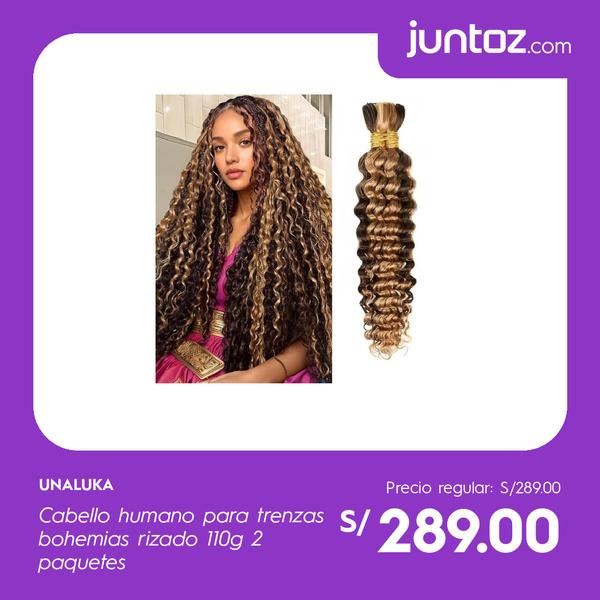 juntoz.com
UNALUKA
Cabello humano para trenzas
bohemias rizado 110g 2
paquetes
Precio regular: S/289.00
S/ 289.00